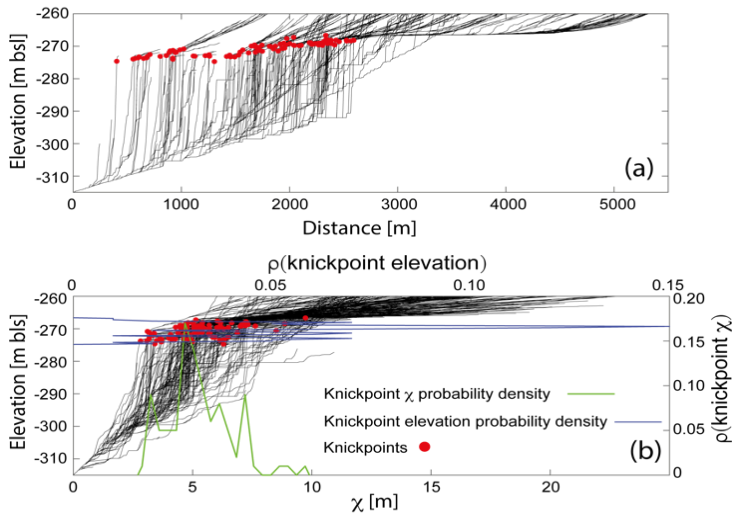 -260
-270
-280
-290
-300
-310
Elevation [m bsl]
(a)
0 1000 2000 3000 4000 5000
Distance [m]
ρ(knickpoint elevation)
0 0.05 0.10 0.15
-260
-270
-280
-290
-300
-310
Elevation [m bls]
0.20
0.15
0.10
0.05
0
ρ(knickpoint χ)
Knickpoint χ probability density
Knickpoint elevation probability density
Knickpoints
(b)
0 5 10 15 20
χ [m]